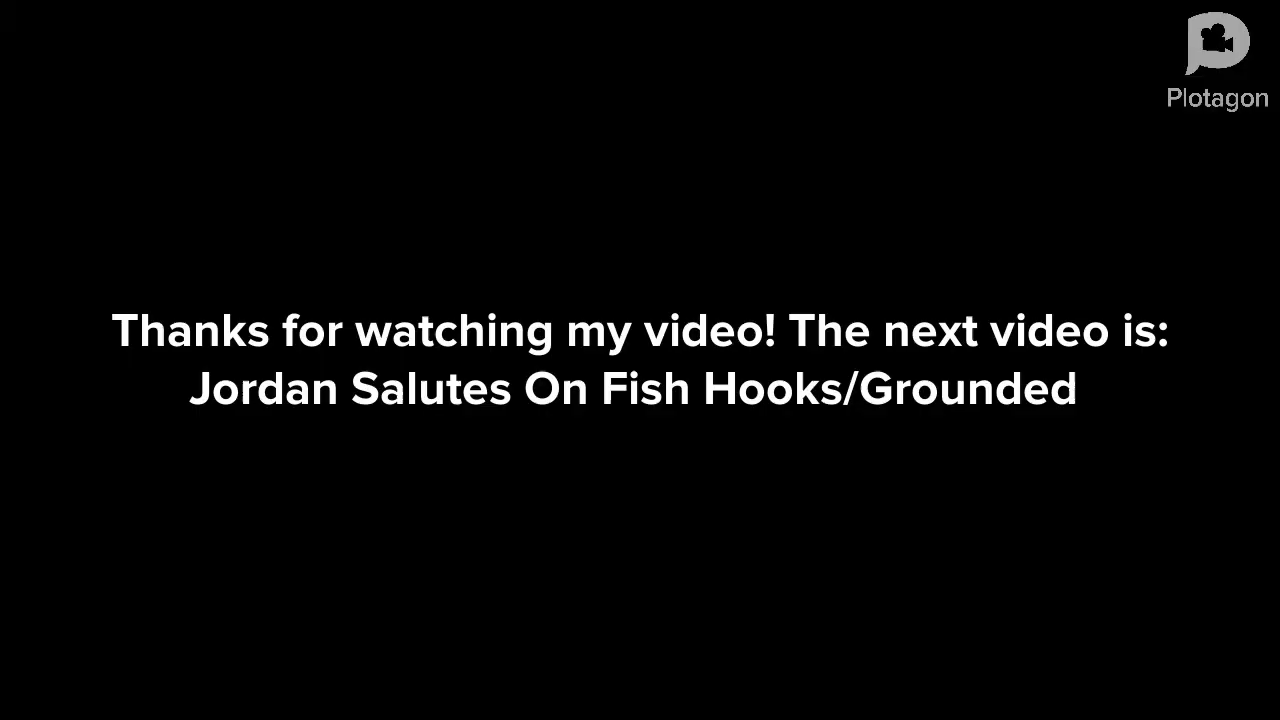 Plotagon
Thanks for watching my video! The next video is:
Jordan Salutes On Fish Hooks/Grounded